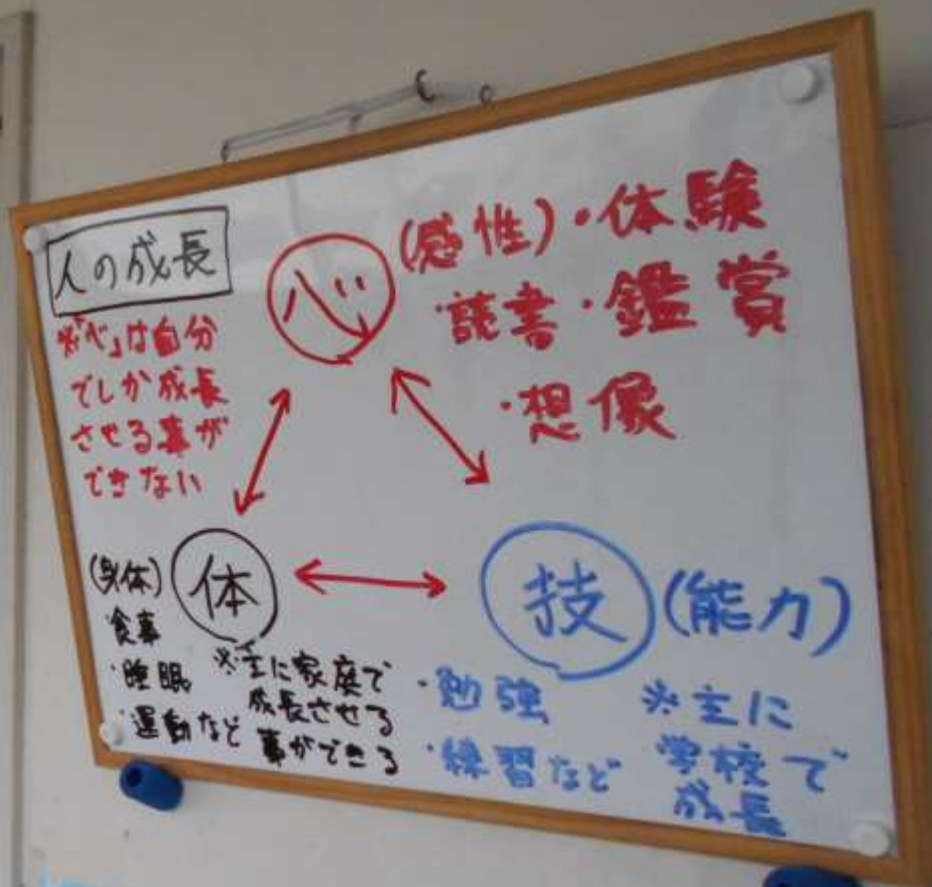 人の成長
※「心」は自分
でしか成長
させる事が
できない
心
(感性)・体験
・読書・鑑賞
・想像
(身体)
体
食事
・睡眠
・運動など
※主に家庭で
成長させる
事ができる
技
(能力)
・勉強
・練習など
※主に
学校で
成長